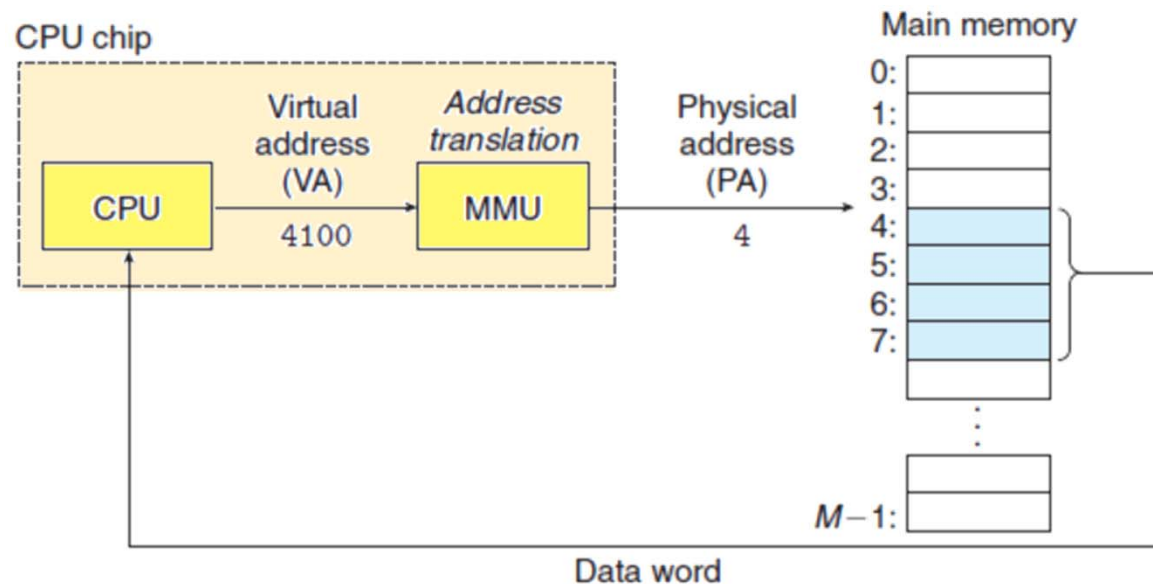 CPU chip
Main memory
Virtual
address
(VA)
Address
translation
Physical
address
(PA)
CPU
MMU
4100
4
0:
1:
2:
3:
4:
5:
6:
7:
M−1:
Data word